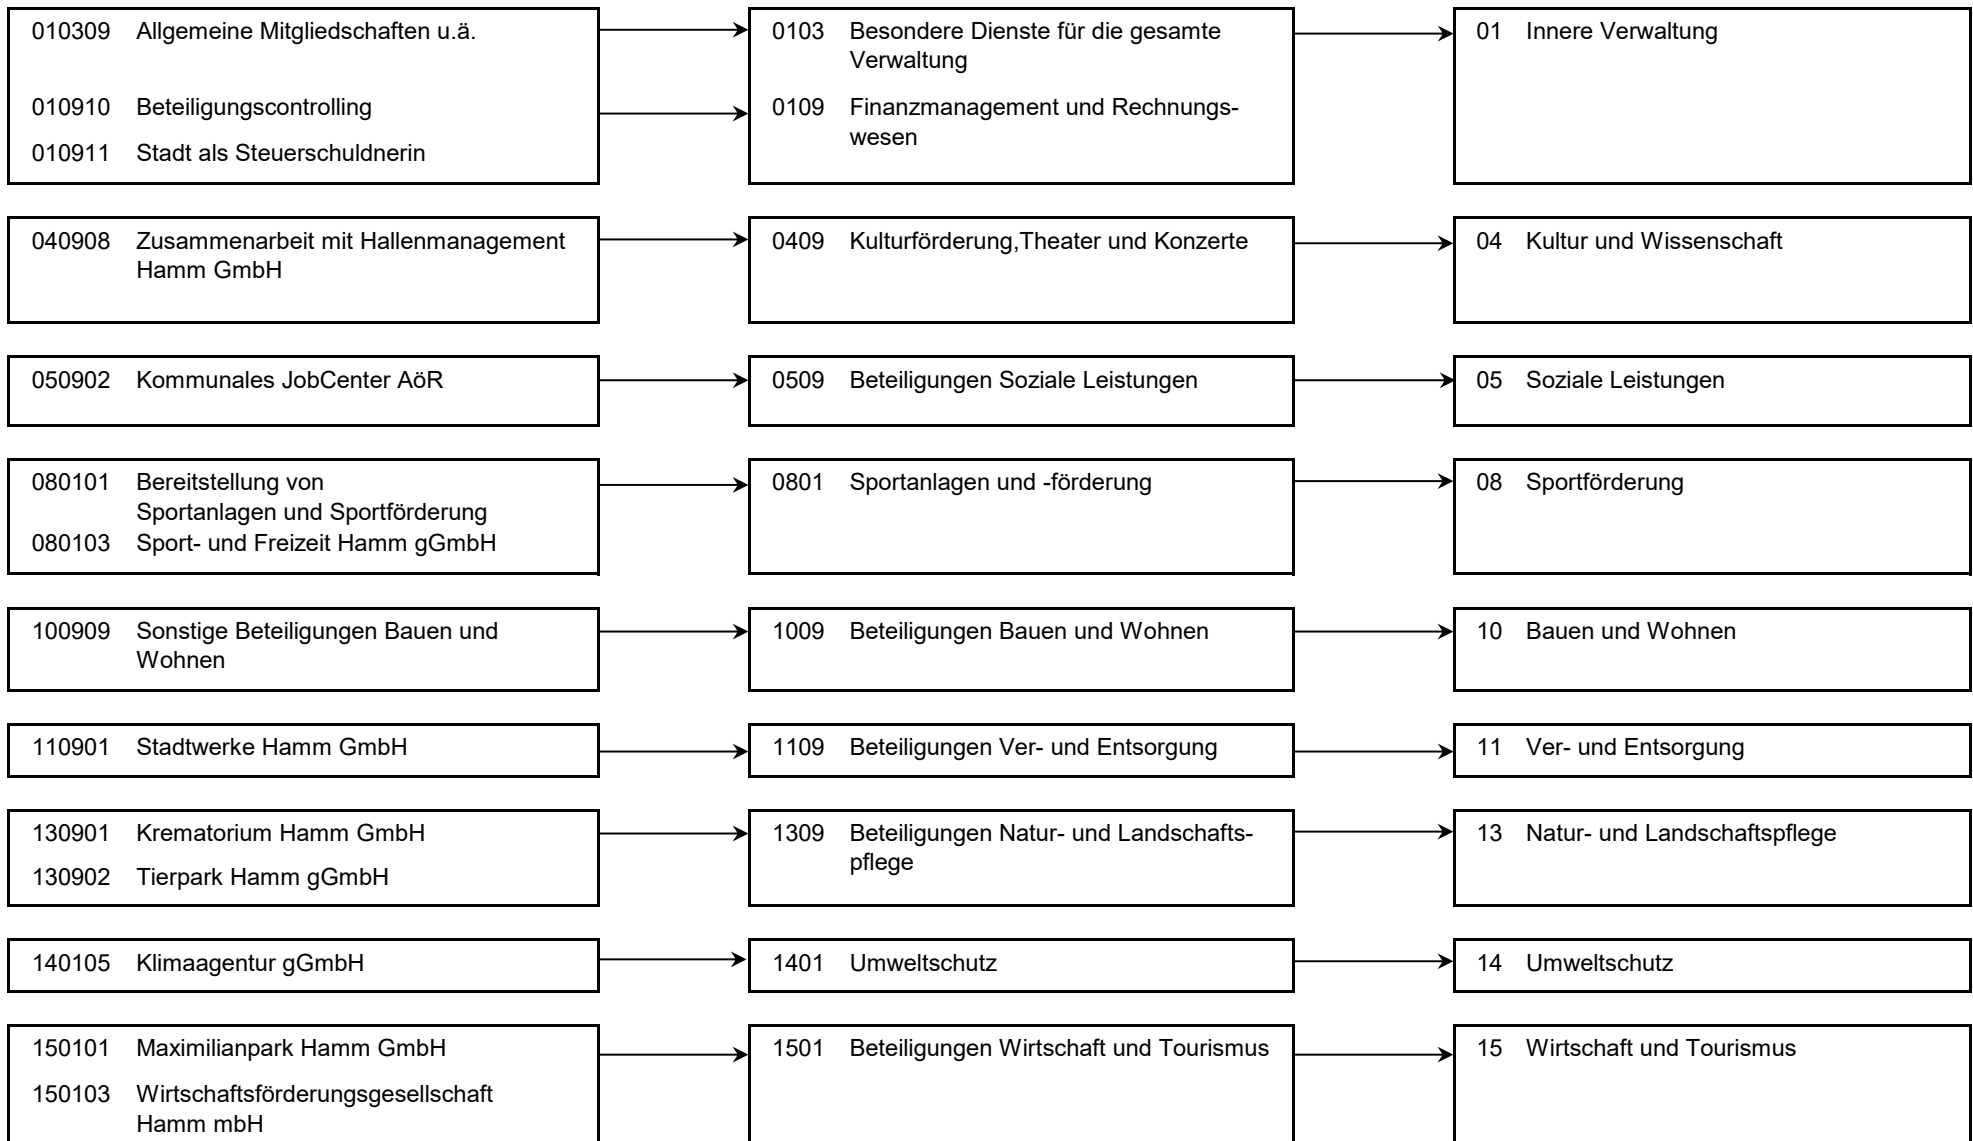 010309 Allgemeine Mitgliedschaften u.ä.
0103 Besondere Dienste für die gesamte
Verwaltung
01 Innere Verwaltung
010910 Beteiligungscontrolling
0109 Finanzmanagement und Rechnungs-
wesen
010911 Stadt als Steuerschuldnerin
040908 Zusammenarbeit mit Hallenmanagement
Hamm GmbH
0409 Kulturförderung,Theater und Konzerte
04 Kultur und Wissenschaft
050902 Kommunales JobCenter AöR
0509 Beteiligungen Soziale Leistungen
05 Soziale Leistungen
080101 Bereitstellung von
Sportanlagen und Sportförderung
080103 Sport- und Freizeit Hamm gGmbH
0801 Sportanlagen und -förderung
08 Sportförderung
100909 Sonstige Beteiligungen Bauen und
Wohnen
1009 Beteiligungen Bauen und Wohnen
10 Bauen und Wohnen
110901 Stadtwerke Hamm GmbH
1109 Beteiligungen Ver- und Entsorgung
11 Ver- und Entsorgung
130901 Krematorium Hamm GmbH
130902 Tierpark Hamm gGmbH
1309 Beteiligungen Natur- und Landschafts-
pflege
13 Natur- und Landschaftspflege
140105 Klimaagentur gGmbH
1401 Umweltschutz
14 Umweltschutz
150101 Maximilianpark Hamm GmbH
150103 Wirtschaftsförderungsgesellschaft
Hamm mbH
1501 Beteiligungen Wirtschaft und Tourismus
15 Wirtschaft und Tourismus